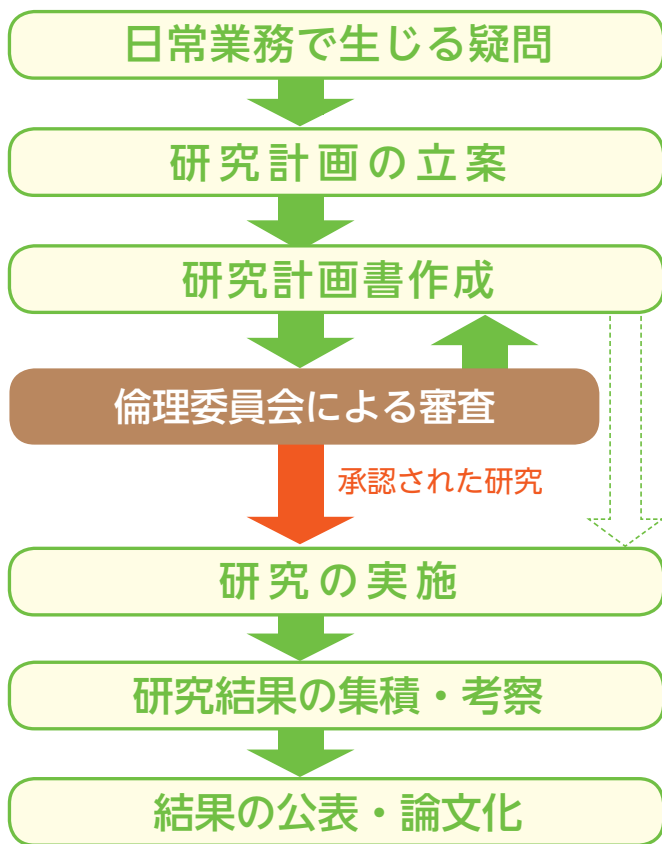 日常業務で生じる疑問
研究計画の立案
研究計画書作成
倫理委員会による審査
承認された研究
研究の実施
研究結果の集積・考察
結果の公表・論文化